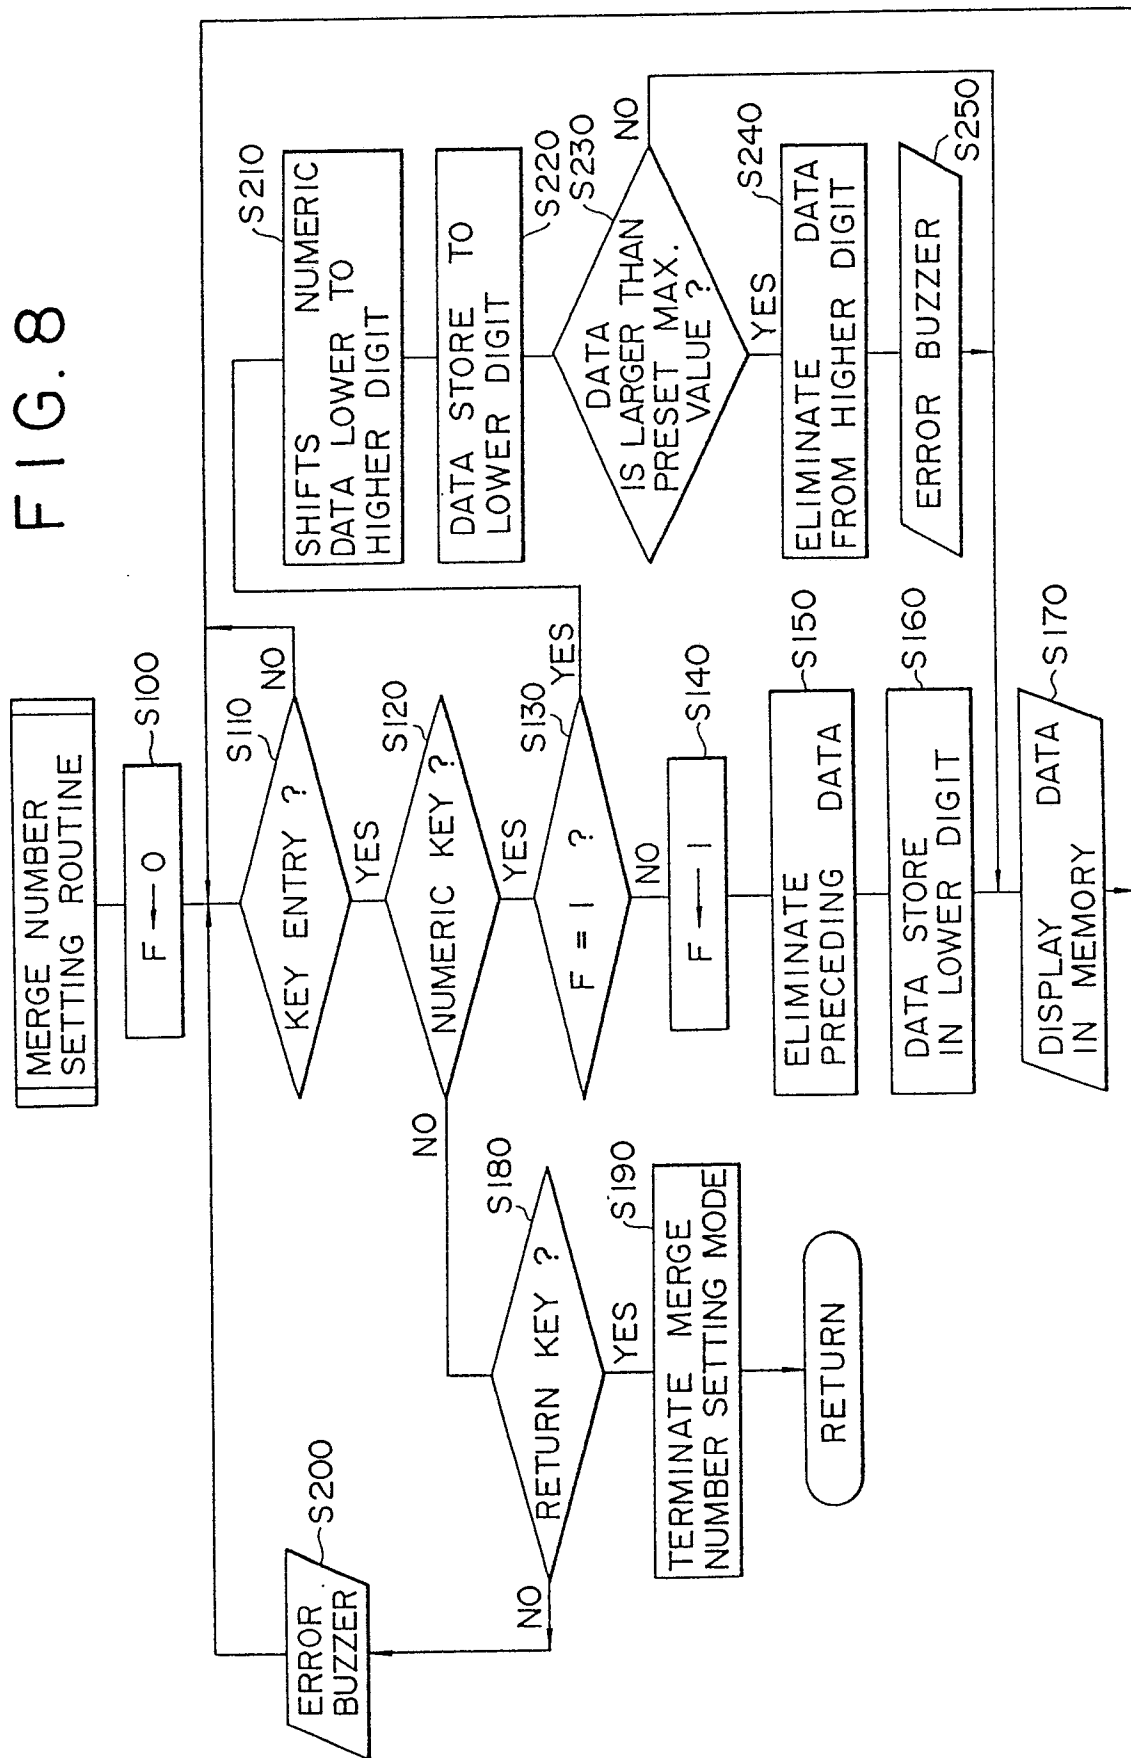 FIG. 8
MERGE NUMBER
SETTING ROUTINE
F ← 0
S100
KEY ENTRY ?
S110
NO
YES
NUMERIC KEY ?
S120
NO
YES
F = 1 ?
S130
YES
NO
F ← 1
S140
ELIMINATE
PRECEDING DATA
S150
DATA STORE
IN LOWER DIGIT
S160
DISPLAY DATA
IN MEMORY
S170
RETURN KEY ?
S180
YES
NO
TERMINATE MERGE
NUMBER SETTING MODE
S190
RETURN
ERROR
BUZZER
S200
SHIFTS NUMERIC
DATA LOWER TO
HIGHER DIGIT
S210
DATA STORE TO
LOWER DIGIT
S220
DATA
IS LARGER THAN
PRESET MAX.
VALUE ?
S230
NO
YES
ELIMINATE DATA
FROM HIGHER DIGIT
S240
ERROR BUZZER
S250